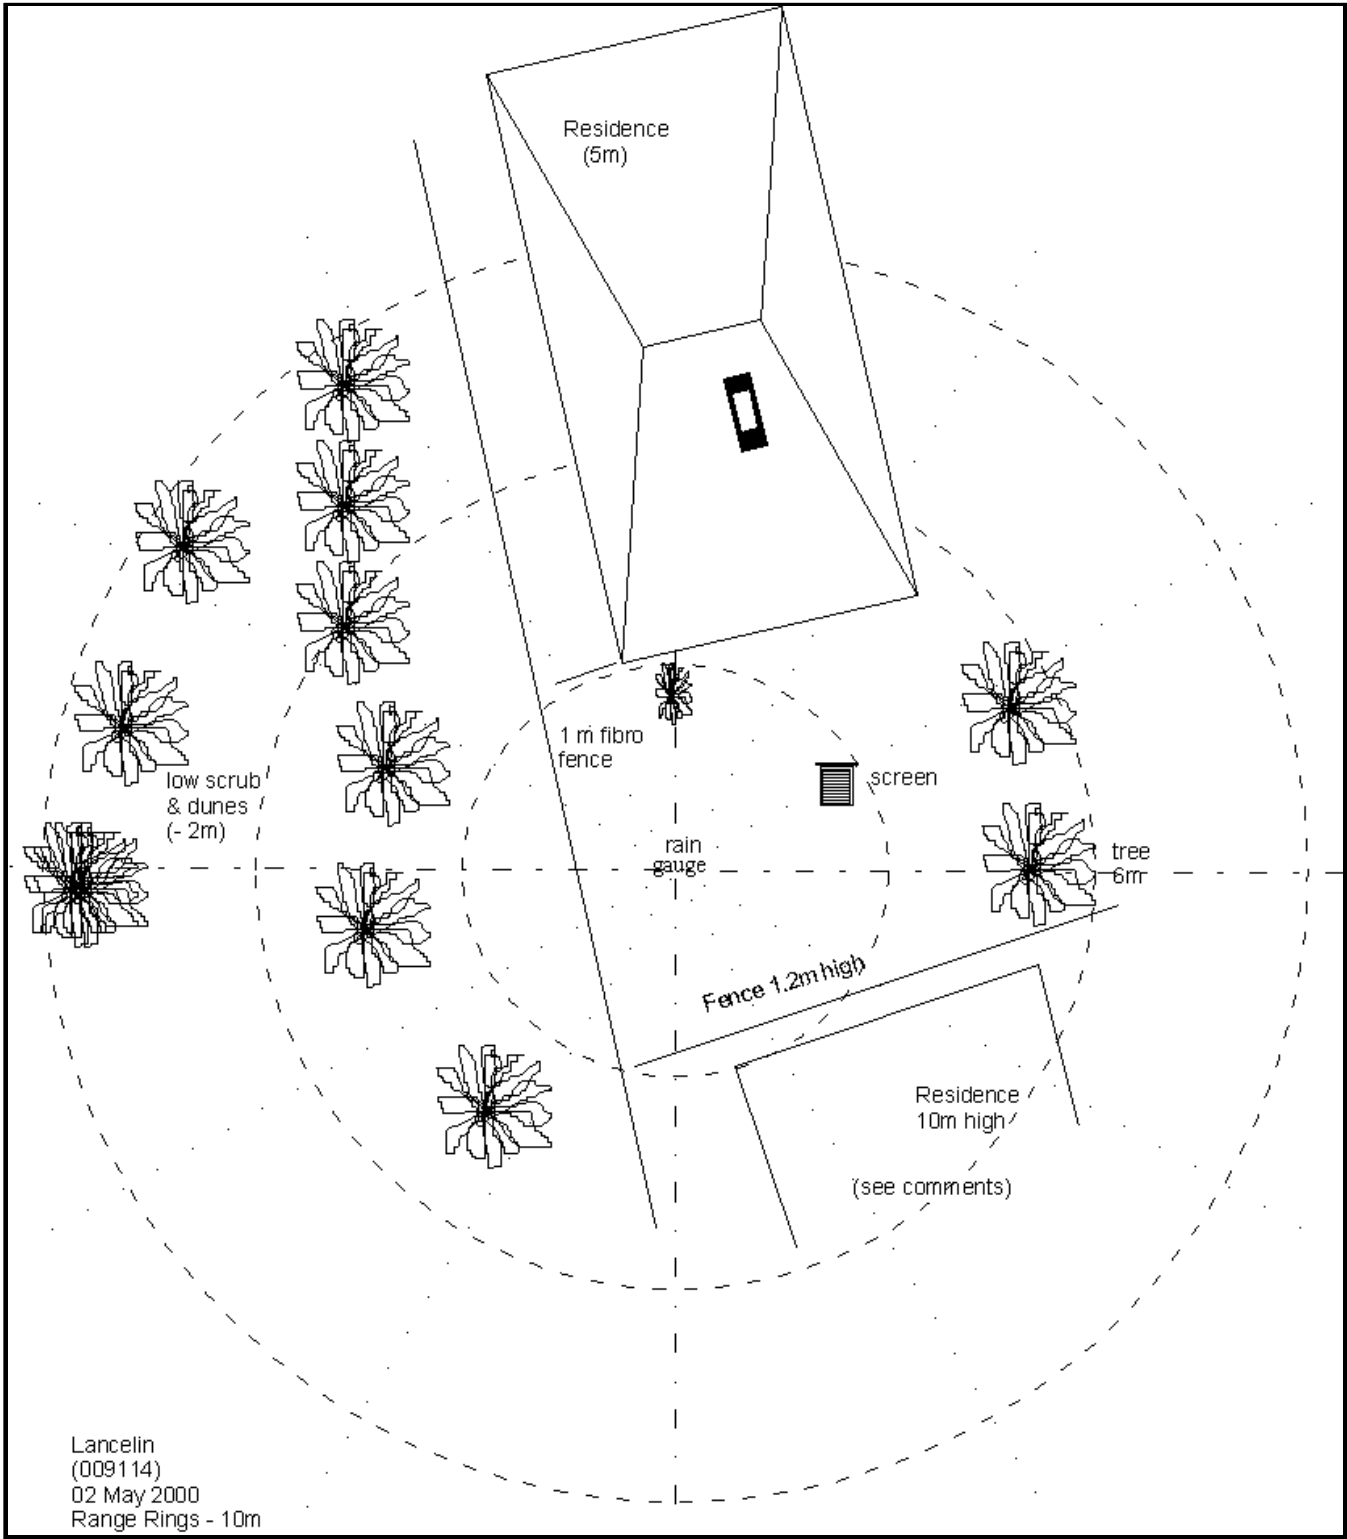 Residence
(5m)
1 m fibro
fence
screen
low scrub
& dunes
(- 2m)
rain
gauge
tree
6m
Fence 1.2m high
Residence
10m high
(see comments)
Lancelin
(009114)
02 May 2000
Range Rings - 10m